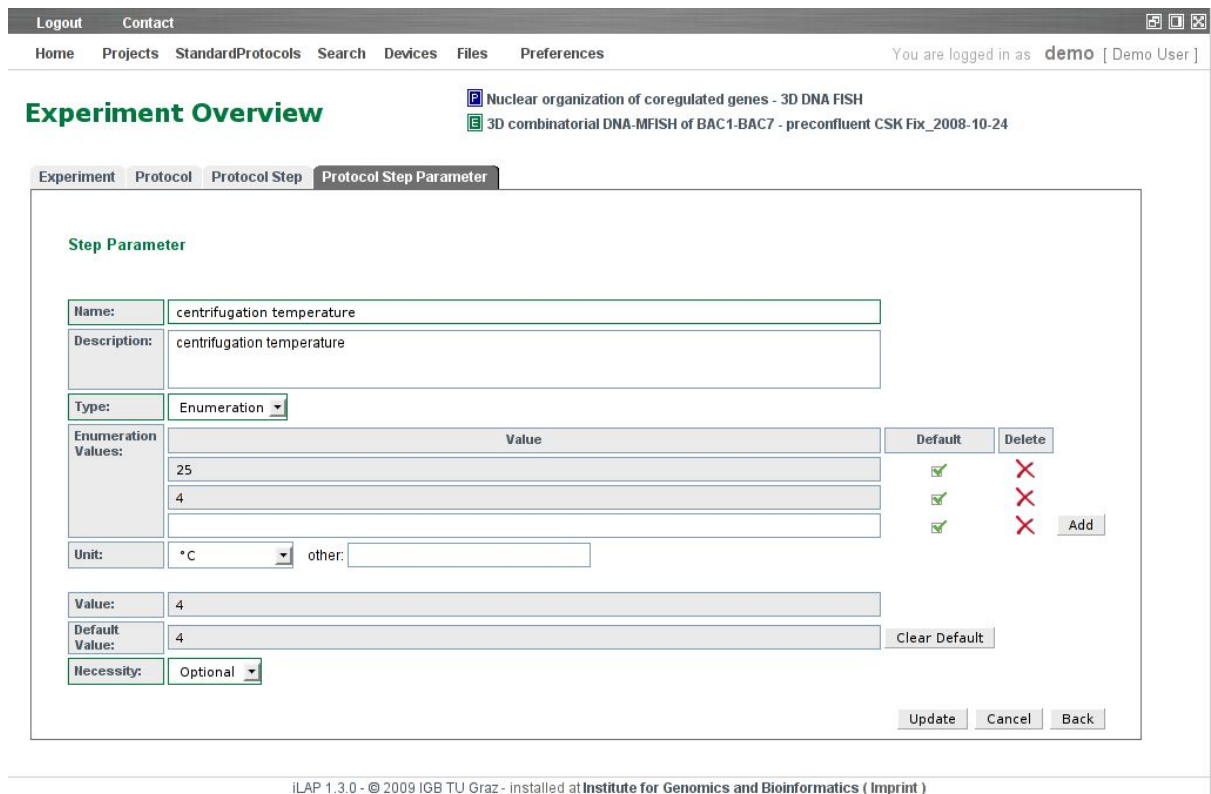 Logout Contact
Home Projects StandardProtocols Search Devices Files Preferences You are logged in as demo [ Demo User ]
Experiment Overview
P Nuclear organization of coregulated genes - 3D DNA FISH
E 3D combinatorial DNA-MFISH of BAC1-BAC7 - preconfluent CSK Fix_2008-10-24
Experiment Protocol Protocol Step Protocol Step Parameter
Step Parameter
Name: centrifugation temperature
Description: centrifugation temperature
Type: Enumeration
Enumeration Values: Value Default Delete
25
4
Add
Unit: °C other:
Value: 4
Default Value: 4 Clear Default
Necessity: Optional
Update Cancel Back
iLAP 1.3.0 - © 2009 IGB TU Graz - installed at Institute for Genomics and Bioinformatics ( Imprint )